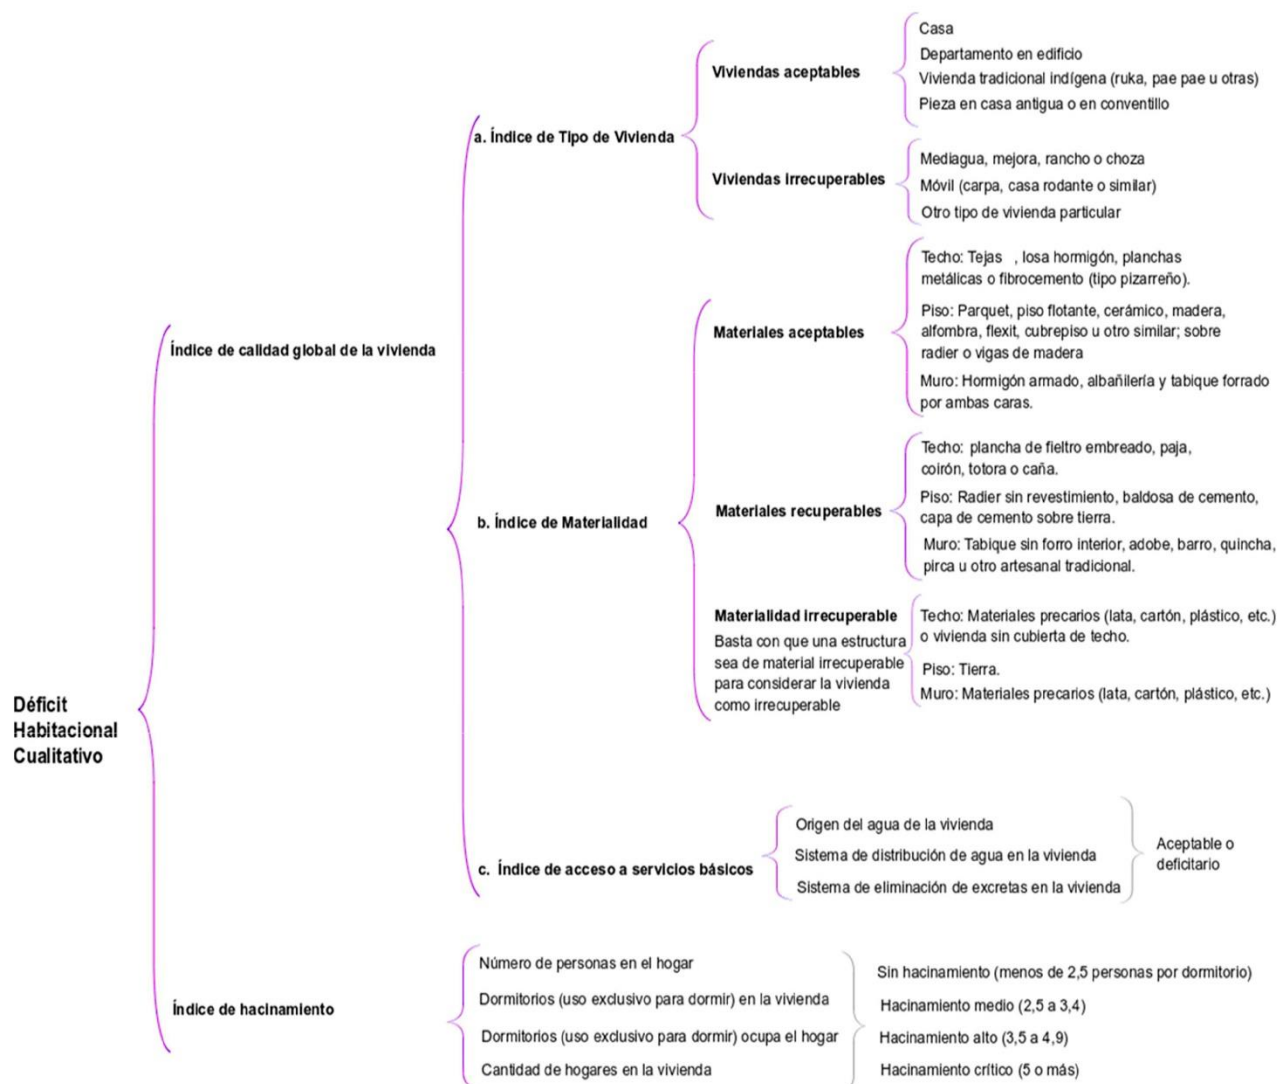 Déficit
Habitacional
Cualitativo
Índice de calidad global de la vivienda
a. Índice de Tipo de Vivienda
Viviendas aceptables
Casa
Departamento en edificio
Vivienda tradicional indígena (ruka, pae pae u otras)
Pieza en casa antigua o en conventillo
Viviendas irrecuperables
Mediagua, mejora, rancho o choza
Móvil (carpa, casa rodante o similar)
Otro tipo de vivienda particular
b. Índice de Materialidad
Materiales aceptables
Techo: Tejas , losa hormigón, planchas
metálicas o fibrocemento (tipo pizarreño).
Piso: Parquet, piso flotante, cerámico, madera,
alfombra, flexit, cubrepiso u otro similar; sobre
radier o vigas de madera
Muro: Hormigón armado, albañilería y tabique forrado
por ambas caras.
Materiales recuperables
Techo: plancha de fieltro embreado, paja,
coirón, totora o caña.
Piso: Radier sin revestimiento, baldosa de cemento,
capa de cemento sobre tierra.
Muro: Tabique sin forro interior, adobe, barro, quincha,
pirca u otro artesanal tradicional.
Materialidad irrecuperable
Basta con que una estructura
sea de material irrecuperable
para considerar la vivienda
como irrecuperable
Techo: Materiales precarios (lata, cartón, plástico, etc.)
o vivienda sin cubierta de techo.
Piso: Tierra.
Muro: Materiales precarios (lata, cartón, plástico, etc.)
c. Índice de acceso a servicios básicos
Origen del agua de la vivienda
Sistema de distribución de agua en la vivienda
Sistema de eliminación de excretas en la vivienda
Aceptable o
deficitario
Índice de hacinamiento
Número de personas en el hogar
Dormitorios (uso exclusivo para dormir) en la vivienda
Dormitorios (uso exclusivo para dormir) ocupa el hogar
Cantidad de hogares en la vivienda
Sin hacinamiento (menos de 2,5 personas por dormitorio)
Hacinamiento medio (2,5 a 3,4)
Hacinamiento alto (3,5 a 4,9)
Hacinamiento crítico (5 o más)